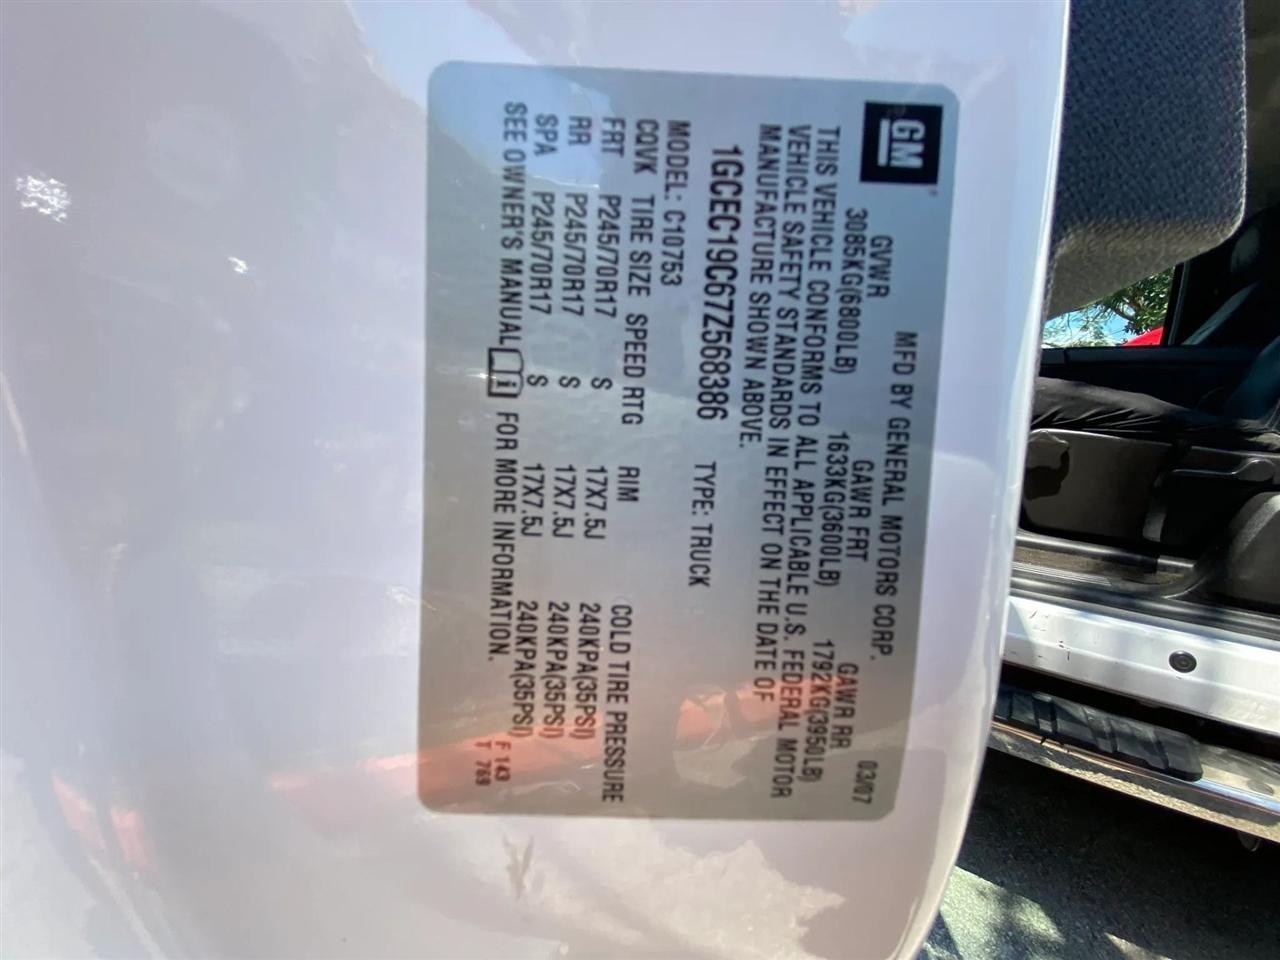 GM
MFD BY GENERAL MOTORS CORP. 03/07
GVWR GAWR FRT GAWR RR
3085KG(6800LB) 1633KG(3600LB) 1792KG(3950LB)
THIS VEHICLE CONFORMS TO ALL APPLICABLE U.S. FEDERAL MOTOR
VEHICLE SAFETY STANDARDS IN EFFECT ON THE DATE OF
MANUFACTURE SHOWN ABOVE.
1GCEC19C67Z568386 TYPE: TRUCK
MODEL: C10753
CQVK TIRE SIZE SPEED RTG RIM COLD TIRE PRESSURE
FRT P245/70R17 S 17X7.5J 240KPA(35PSI)
RR P245/70R17 S 17X7.5J 240KPA(35PSI)
SPA P245/70R17 S 17X7.5J 240KPA(35PSI)
SEE OWNER'S MANUAL i FOR MORE INFORMATION.
F 143
T 769